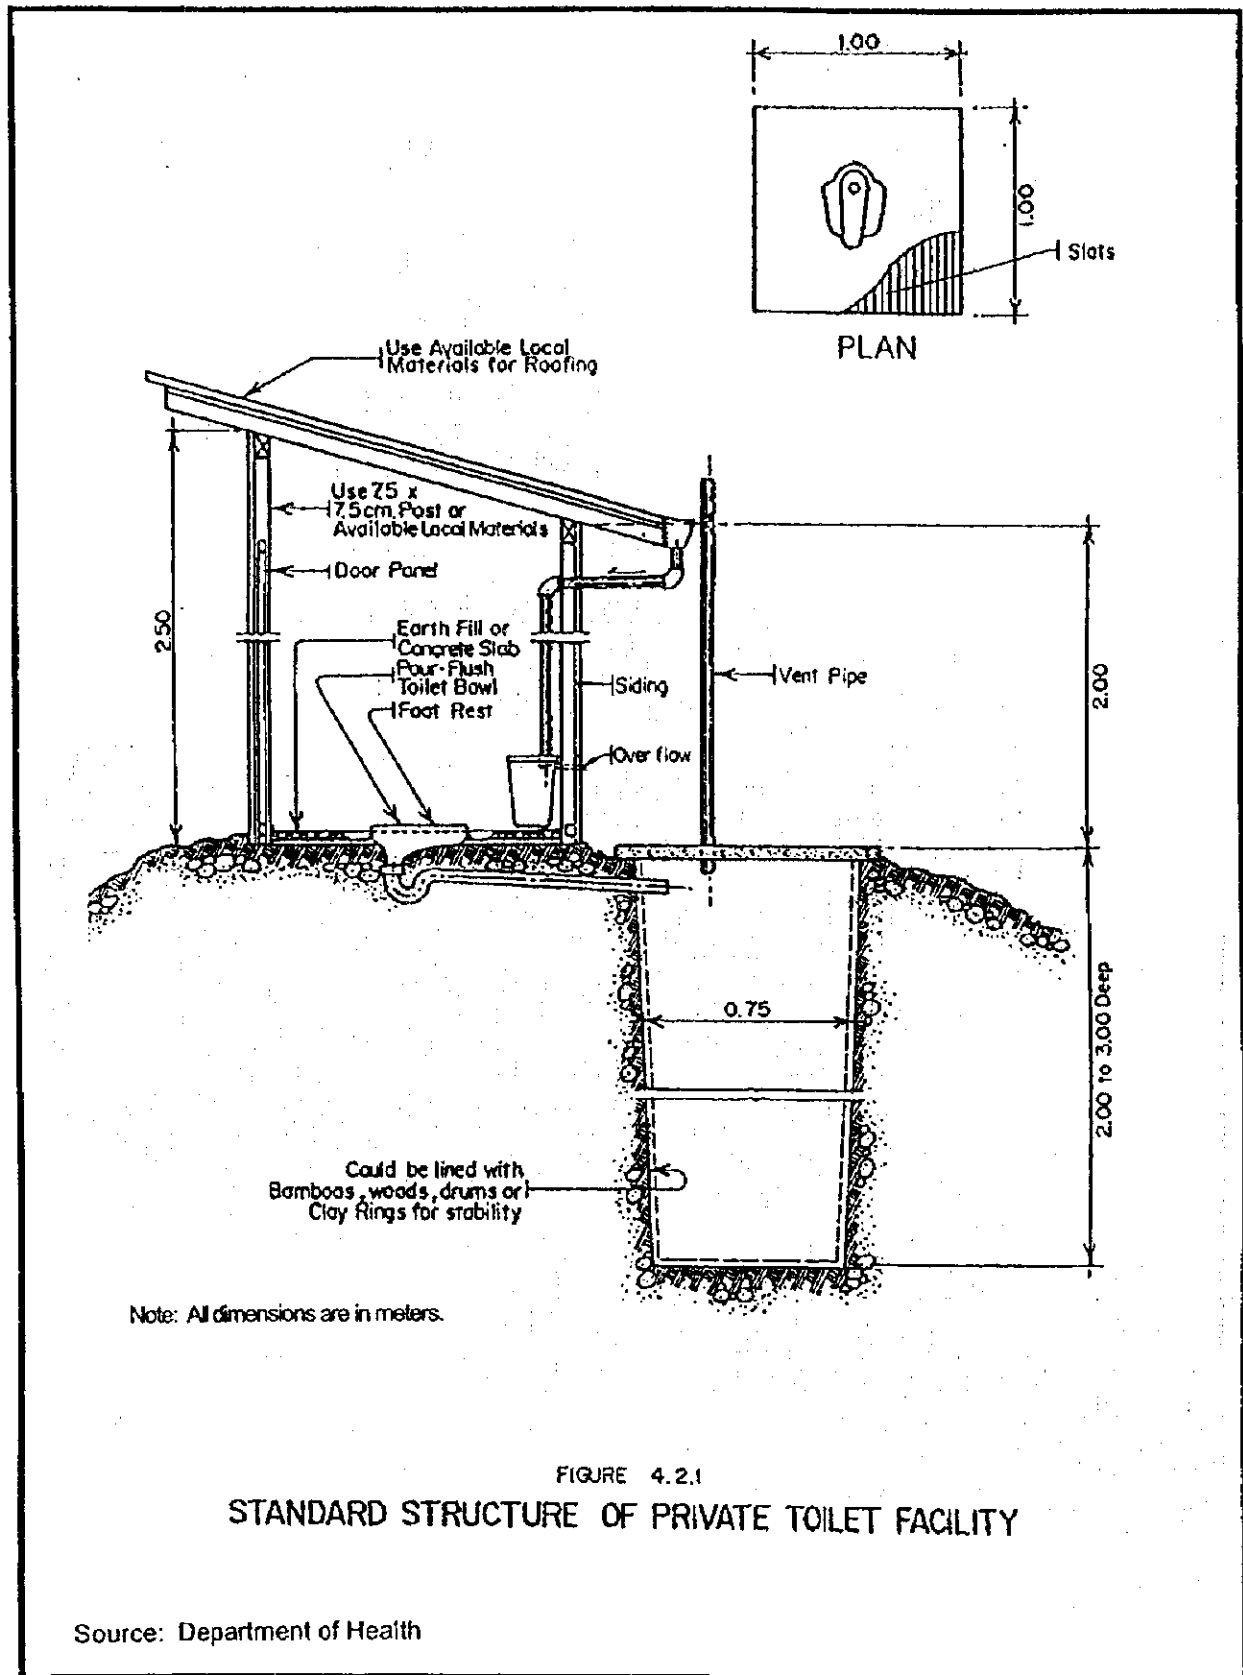 1.00
1.00
Slats
PLAN
Use Available Local
Materials for Roofing
Use 7.5 x
7.5cm. Post or
Available Local Materials
Door Panel
2.50
Earth Fill or
Concrete Slab
Pour-Flush
Toilet Bowl
Foot Rest
Siding
Over flow
Vent Pipe
2.00
0.75
2.00 to 3.00 Deep
Could be lined with
Bamboos, woods, drums or
Clay Rings for stability
Note: All dimensions are in meters.
FIGURE 4.2.1
STANDARD STRUCTURE OF PRIVATE TOILET FACILITY
Source: Department of Health